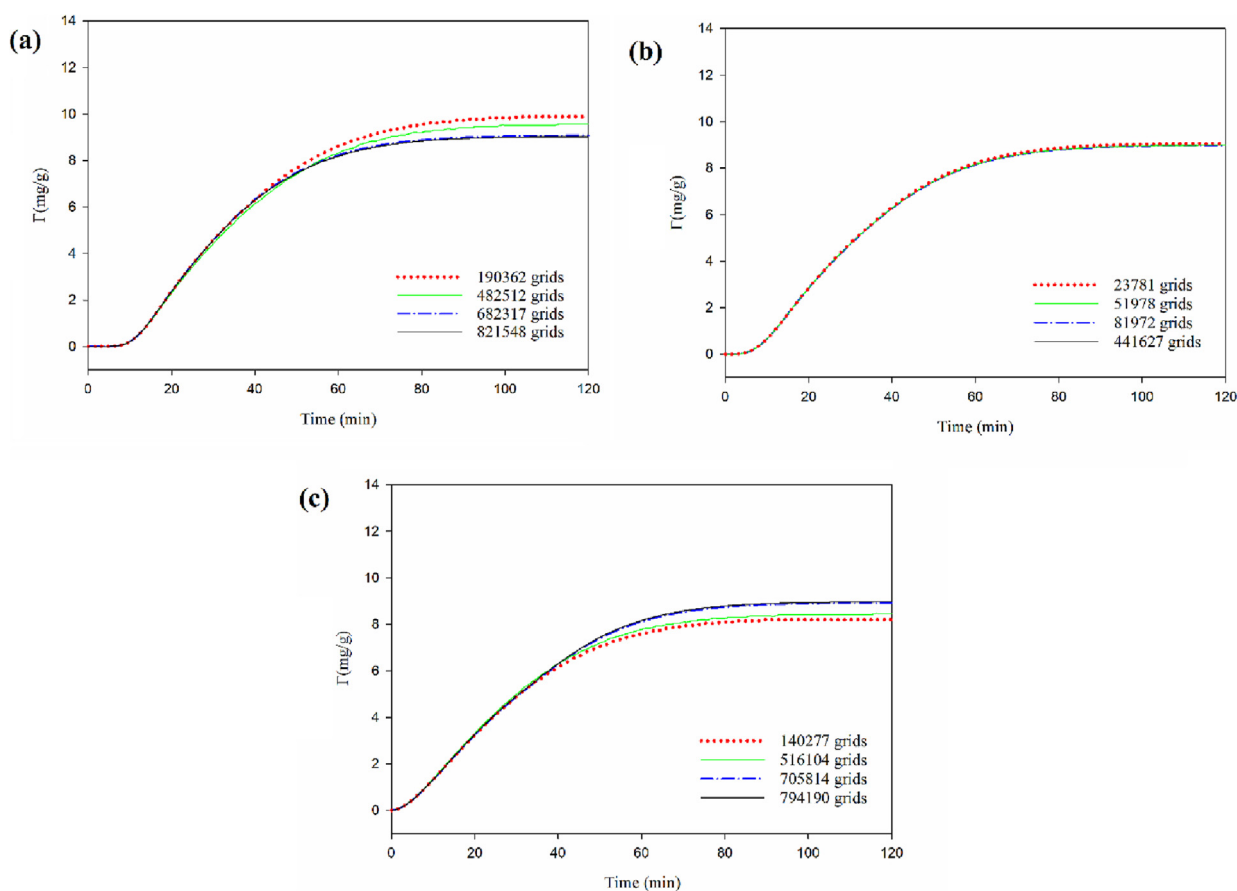 (a)
14
12
10
8
6
4
2
0
Γ(mg/g)
190362 grids
482512 grids
682317 grids
821548 grids
0 20 40 60 80 100 120
Time (min)
(b)
14
12
10
8
6
4
2
0
Γ(mg/g)
23781 grids
51978 grids
81972 grids
441627 grids
0 20 40 60 80 100 120
Time (min)
(c)
14
12
10
8
6
4
2
0
Γ(mg/g)
140277 grids
516104 grids
705814 grids
794190 grids
0 20 40 60 80 100 120
Time (min)